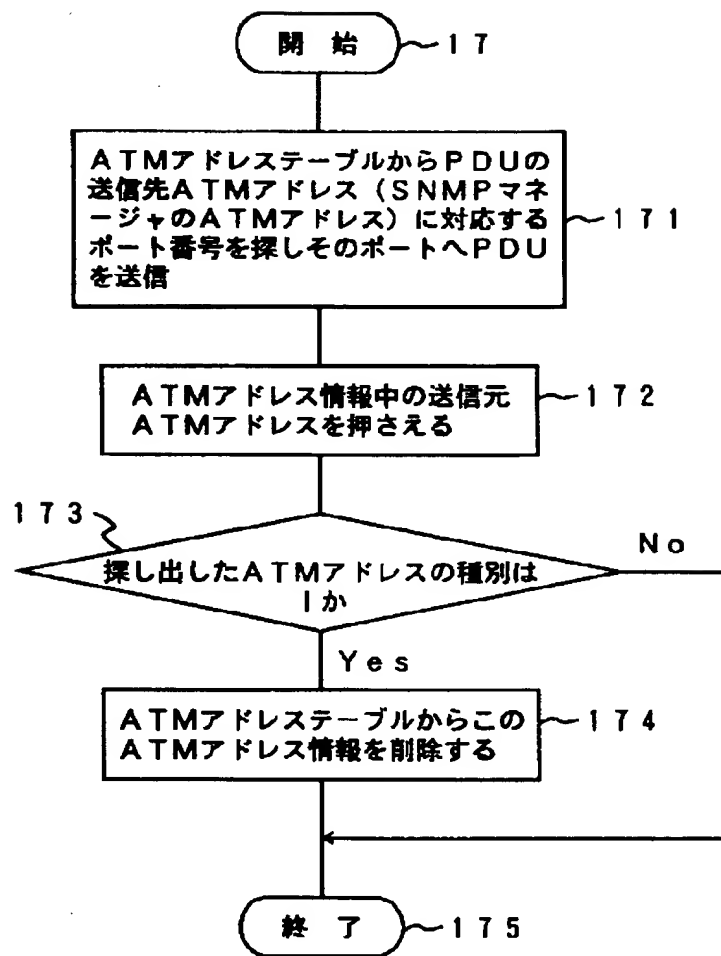 開 始
17
ATMアドレステーブルからPDUの
送信先ATMアドレス(SNMPマネ
ージャのATMアドレス)に対応する
ポート番号を探しそのポートへPDU
を送信
171
ATMアドレス情報中の送信元
ATMアドレスを押さえる
172
173
探し出したATMアドレスの種別は
Iか
No
Yes
ATMアドレステーブルからこの
ATMアドレス情報を削除する
174
終 了
175